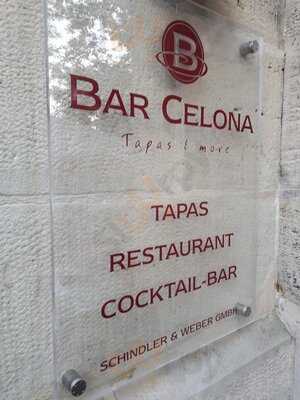 B
BAR CELONA
Tapas & more
TAPAS
RESTAURANT
COCKTAIL-BAR
SCHINDLER & WEBER GMBH